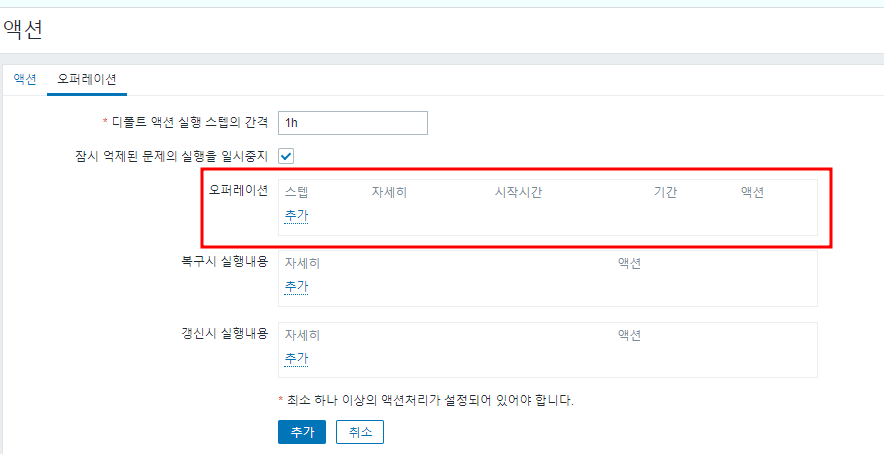 액션
액션 오퍼레이션
* 디폴트 액션 실행 스텝의 간격 1h
잠시 억제된 문제의 실행을 일시중지
오퍼레이션 스텝 자세히 시작시간 기간 액션
추가
복구시 실행내용 자세히 액션
추가
갱신시 실행내용 자세히 액션
추가
* 최소 하나 이상의 액션처리가 설정되어 있어야 합니다.
추가 취소